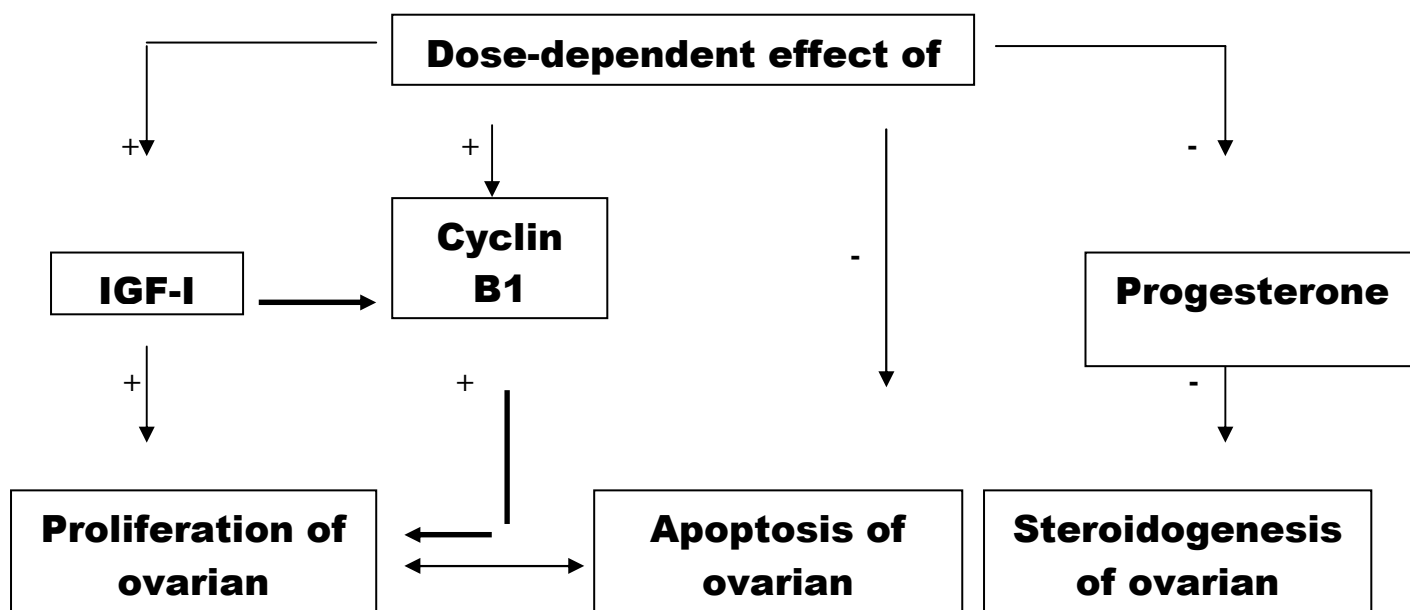 Dose-dependent effect of
+
+
-
Cyclin
B1
-
IGF-I
Progesterone
+
+
-
Proliferation of
ovarian
Apoptosis of
ovarian
Steroidogenesis
of ovarian